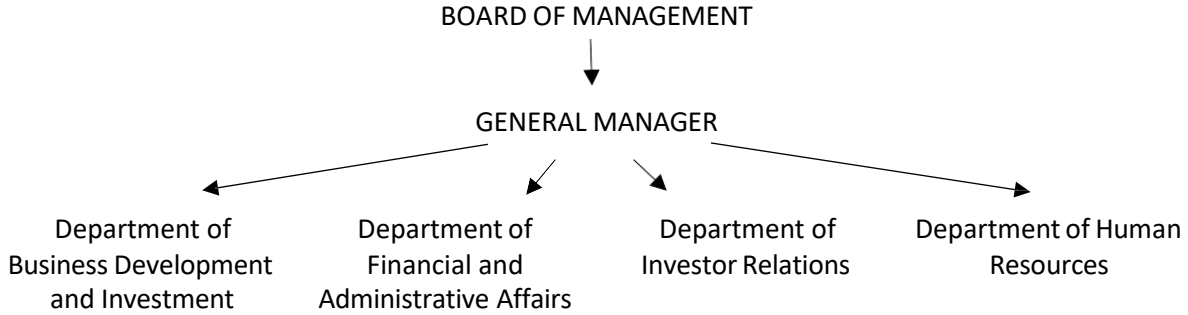 BOARD OF MANAGEMENT
GENERAL MANAGER
Department of
Business Development
and Investment
Department of
Financial and
Administrative Affairs
Department of
Investor Relations
Department of Human
Resources